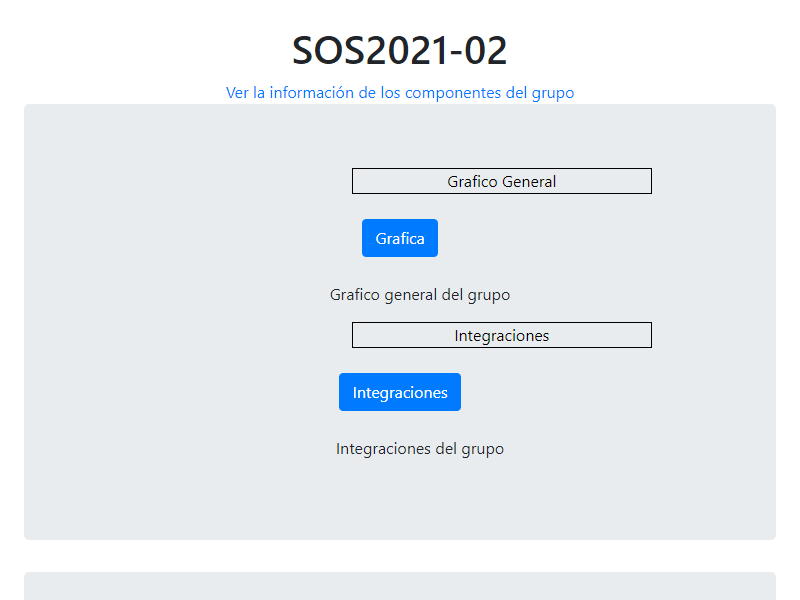 SOS2021-02
Ver la información de los componentes del grupo
Grafico General
Grafica
Grafico general del grupo
Integraciones
Integraciones
Integraciones del grupo